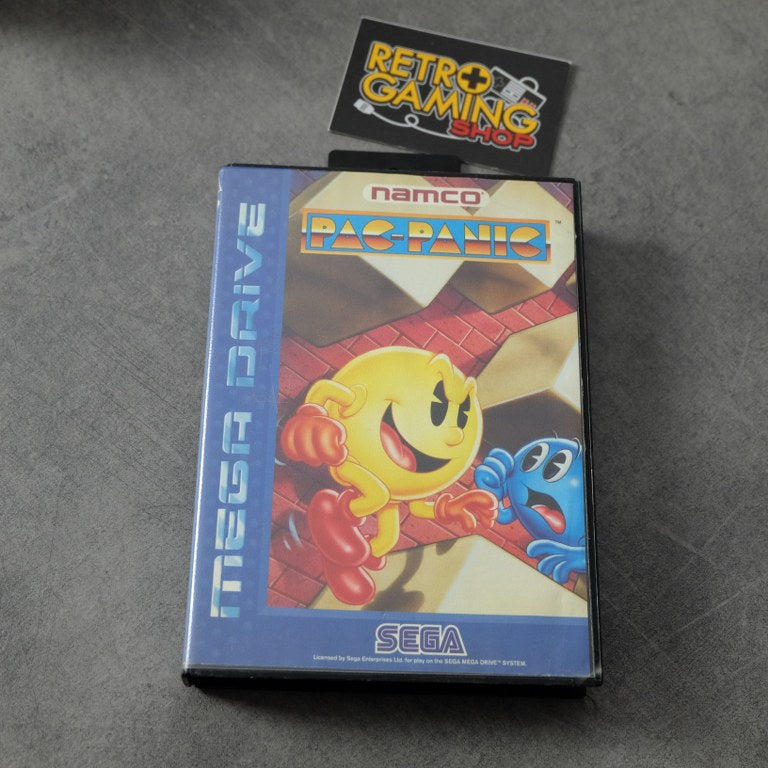 RETRO
GAMING
SHOP
namco
PAC-PANIC™
MEGA DRIVE
SEGA
Licensed by Sega Enterprises Ltd. for play on the SEGA MEGA DRIVE™ SYSTEM.